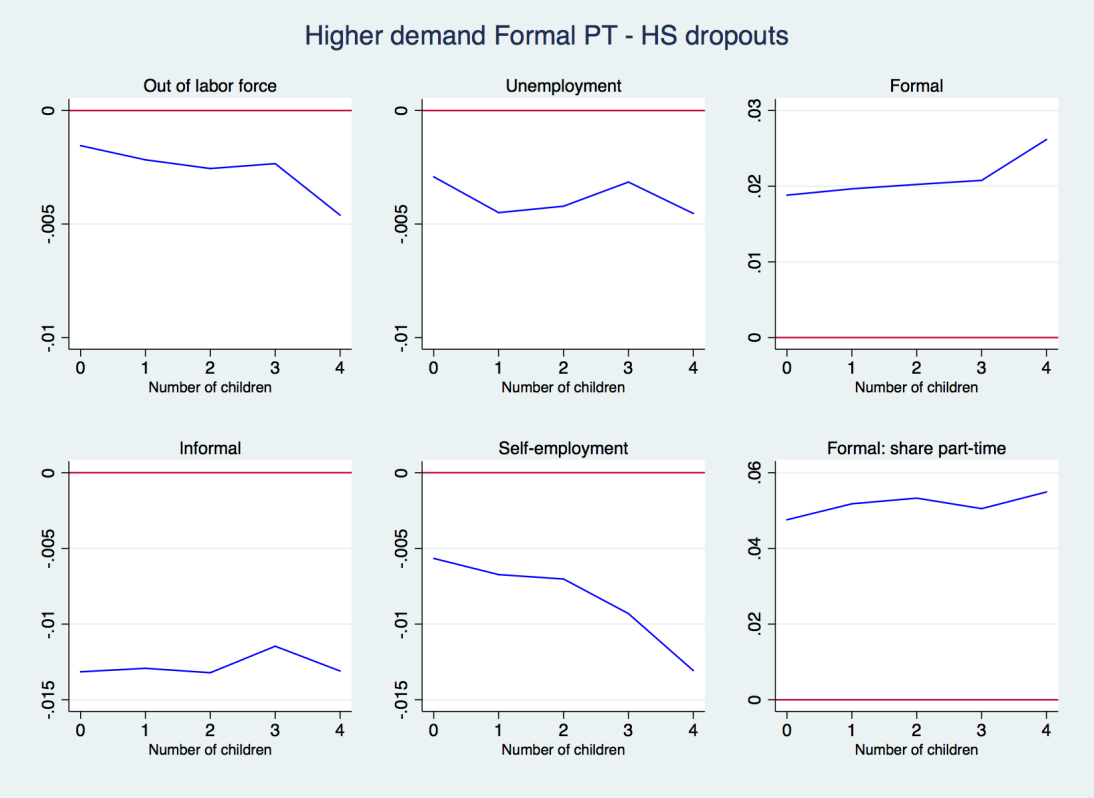 Higher demand Formal PT - HS dropouts
Out of labor force
0
-.005
-.01
0 1 2 3 4
Number of children
Unemployment
0
-.005
-.01
0 1 2 3 4
Number of children
Formal
.03
.02
.01
0
0 1 2 3 4
Number of children
Informal
0
-.005
-.01
-.015
0 1 2 3 4
Number of children
Self-employment
0
-.005
-.01
-.015
0 1 2 3 4
Number of children
Formal: share part-time
.06
.04
.02
0
0 1 2 3 4
Number of children